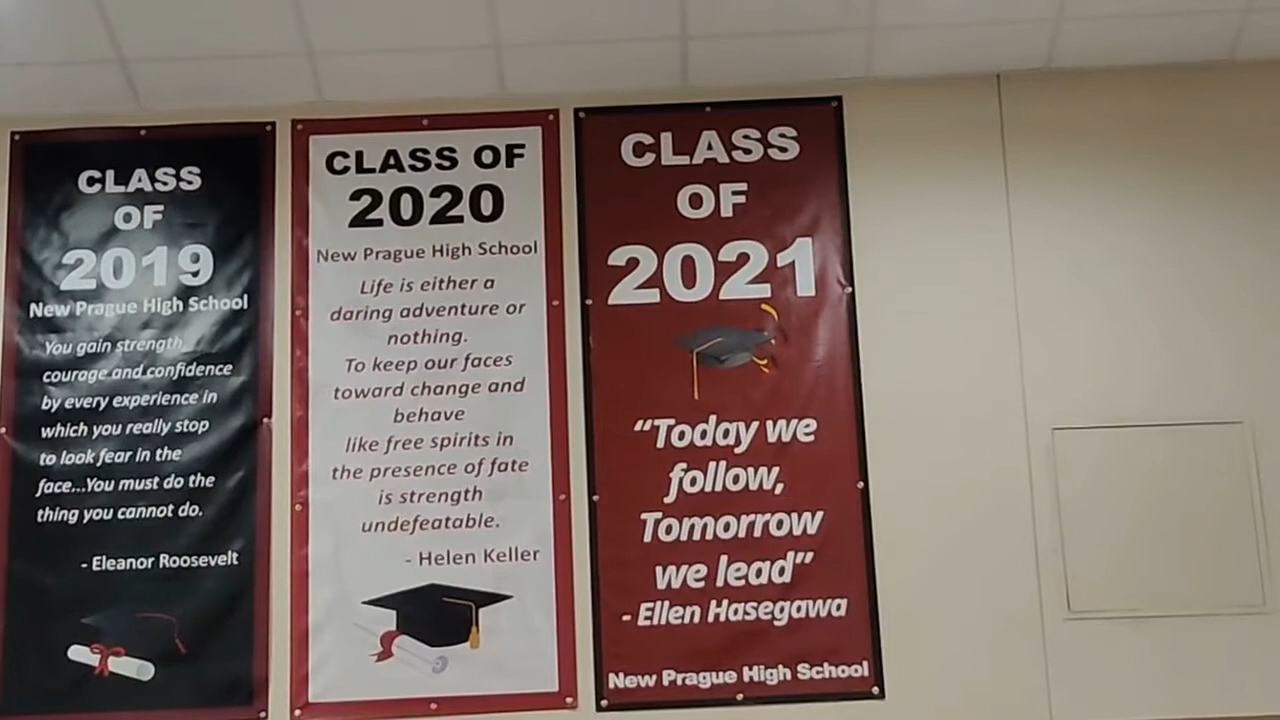 CLASS
OF
2019
New Prague High School
You gain strength,
courage and confidence
by every experience in
which you really stop
to look fear in the
face...You must do the
thing you cannot do.
- Eleanor Roosevelt
CLASS OF
2020
New Prague High School
Life is either a
daring adventure or
nothing.
To keep our faces
toward change and
behave
like free spirits in
the presence of fate
is strength
undefeatable.
- Helen Keller
CLASS
OF
2021
“Today we
follow,
Tomorrow
we lead”
- Ellen Hasegawa
New Prague High School